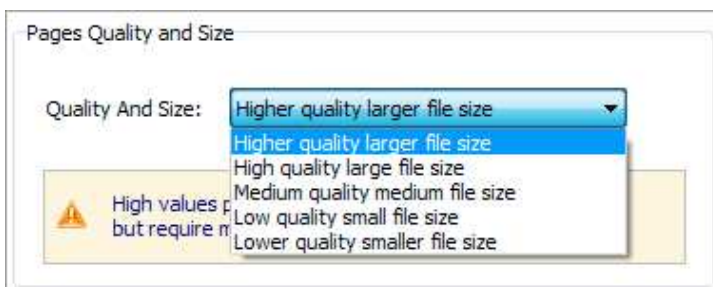 Pages Quality and Size
Quality And Size:
Higher quality larger file size
Higher quality larger file size
High quality large file size
Medium quality medium file size
Low quality small file size
Lower quality smaller file size
High values
but require